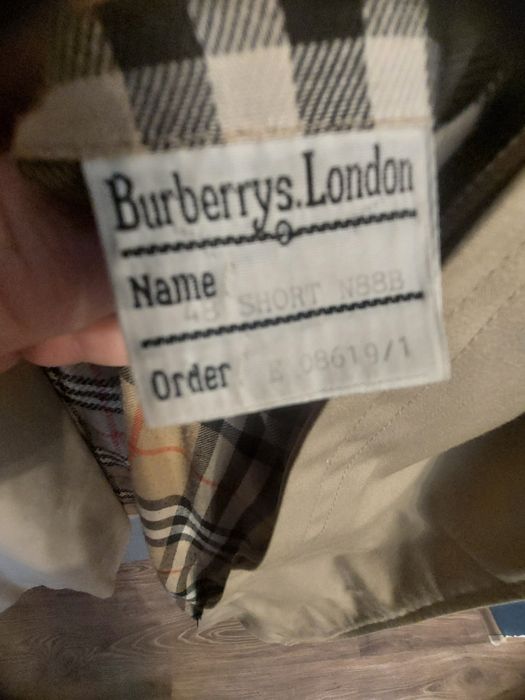 Burberrys.London
Name
48 SHORT N88B
Order E 08619/1